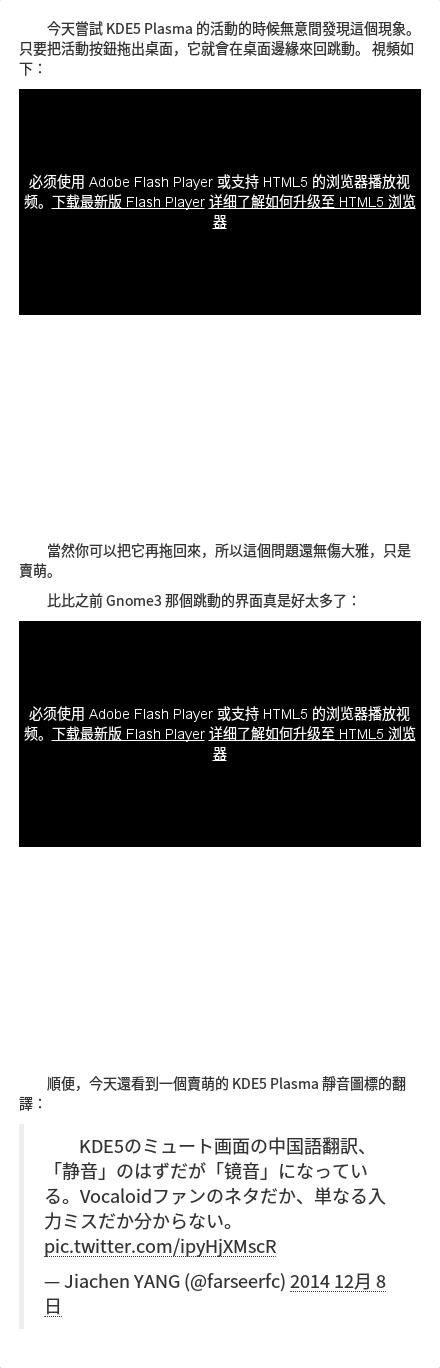 今天嘗試 KDE5 Plasma 的活動的時候無意間發現這個現象。
只要把活動按鈕拖出桌面，它就會在桌面邊緣來回跳動。 視頻如
下：
必须使用 Adobe Flash Player 或支持 HTML5 的浏览器播放视
频。下载最新版 Flash Player 详细了解如何升级至 HTML5 浏览
器
當然你可以把它再拖回來，所以這個問題還無傷大雅，只是
賣萌。
比比之前 Gnome3 那個跳動的界面真是好太多了：
必须使用 Adobe Flash Player 或支持 HTML5 的浏览器播放视
频。下载最新版 Flash Player 详细了解如何升级至 HTML5 浏览
器
順便，今天還看到一個賣萌的 KDE5 Plasma 靜音圖標的翻
譯：
KDE5のミュート画面の中国語翻訳、
「静音」のはずだが「镜音」になってい
る。Vocaloidファンのネタだか、単なる入
力ミスだか分からない。
pic.twitter.com/ipyHjXMscR
— Jiachen YANG (@farseerfc) 2014 12月 8
日